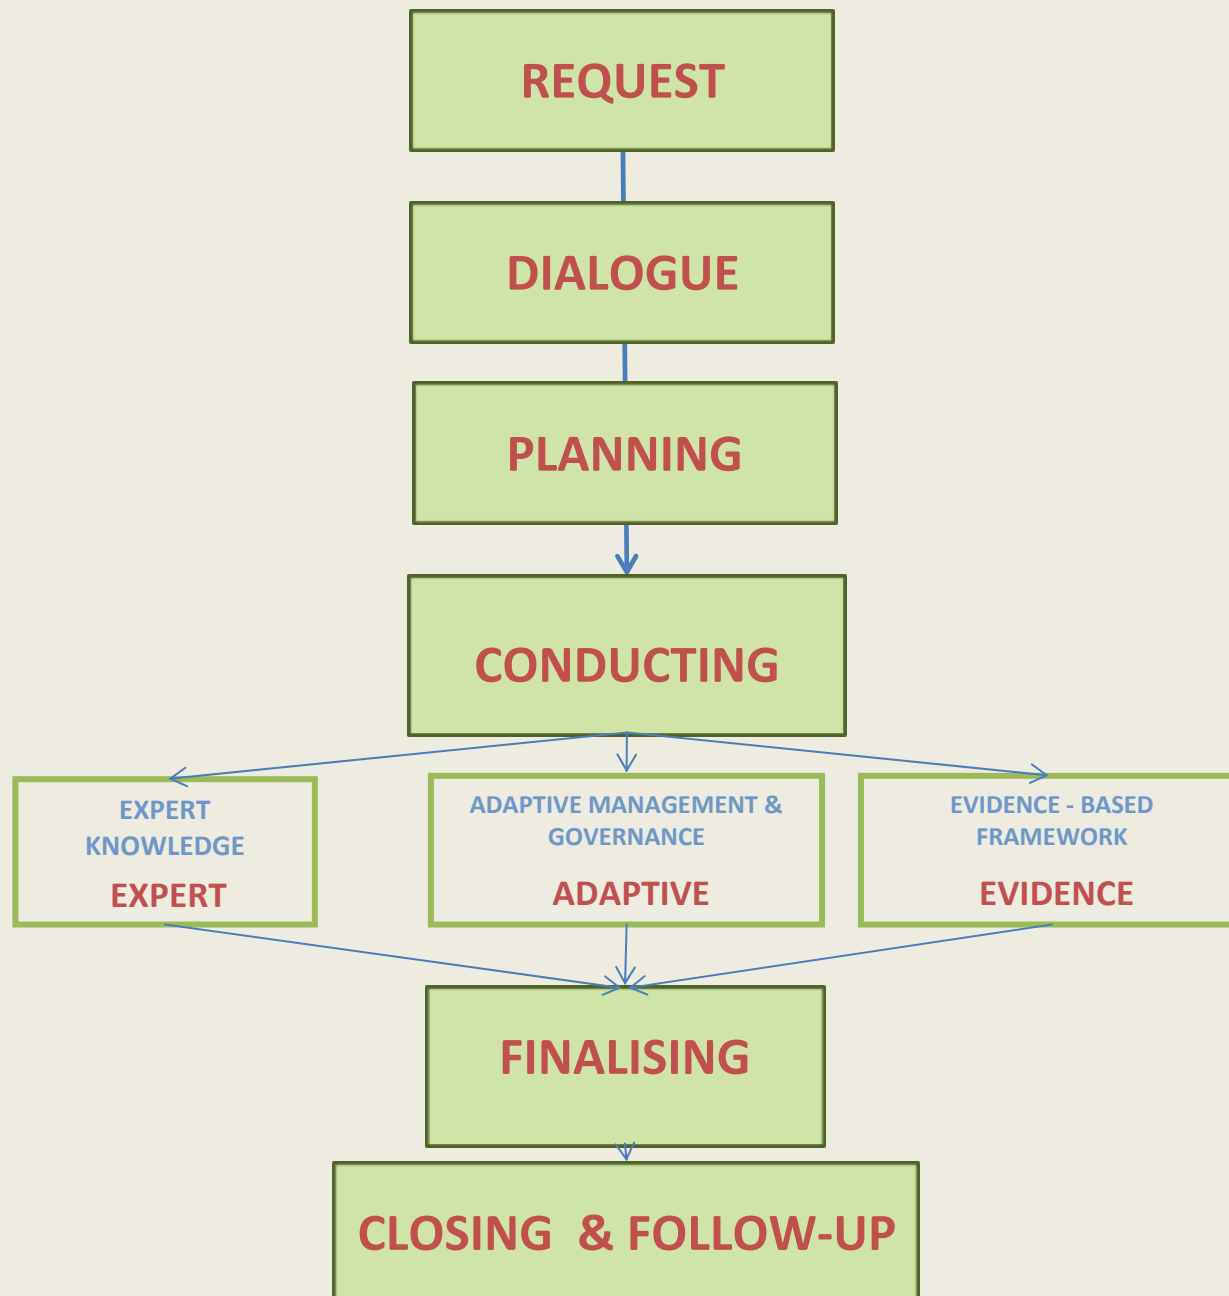 REQUEST
DIALOGUE
PLANNING
CONDUCTING
EXPERT
KNOWLEDGE
EXPERT
ADAPTIVE MANAGEMENT &
GOVERNANCE
ADAPTIVE
EVIDENCE - BASED
FRAMEWORK
EVIDENCE
FINALISING
CLOSING & FOLLOW-UP